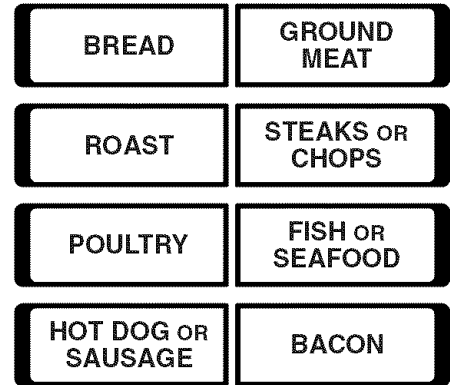 BREAD
GROUND
MEAT
ROAST
STEAKS OR
CHOPS
POULTRY
FISH OR
SEAFOOD
HOT DOG OR
SAUSAGE
BACON